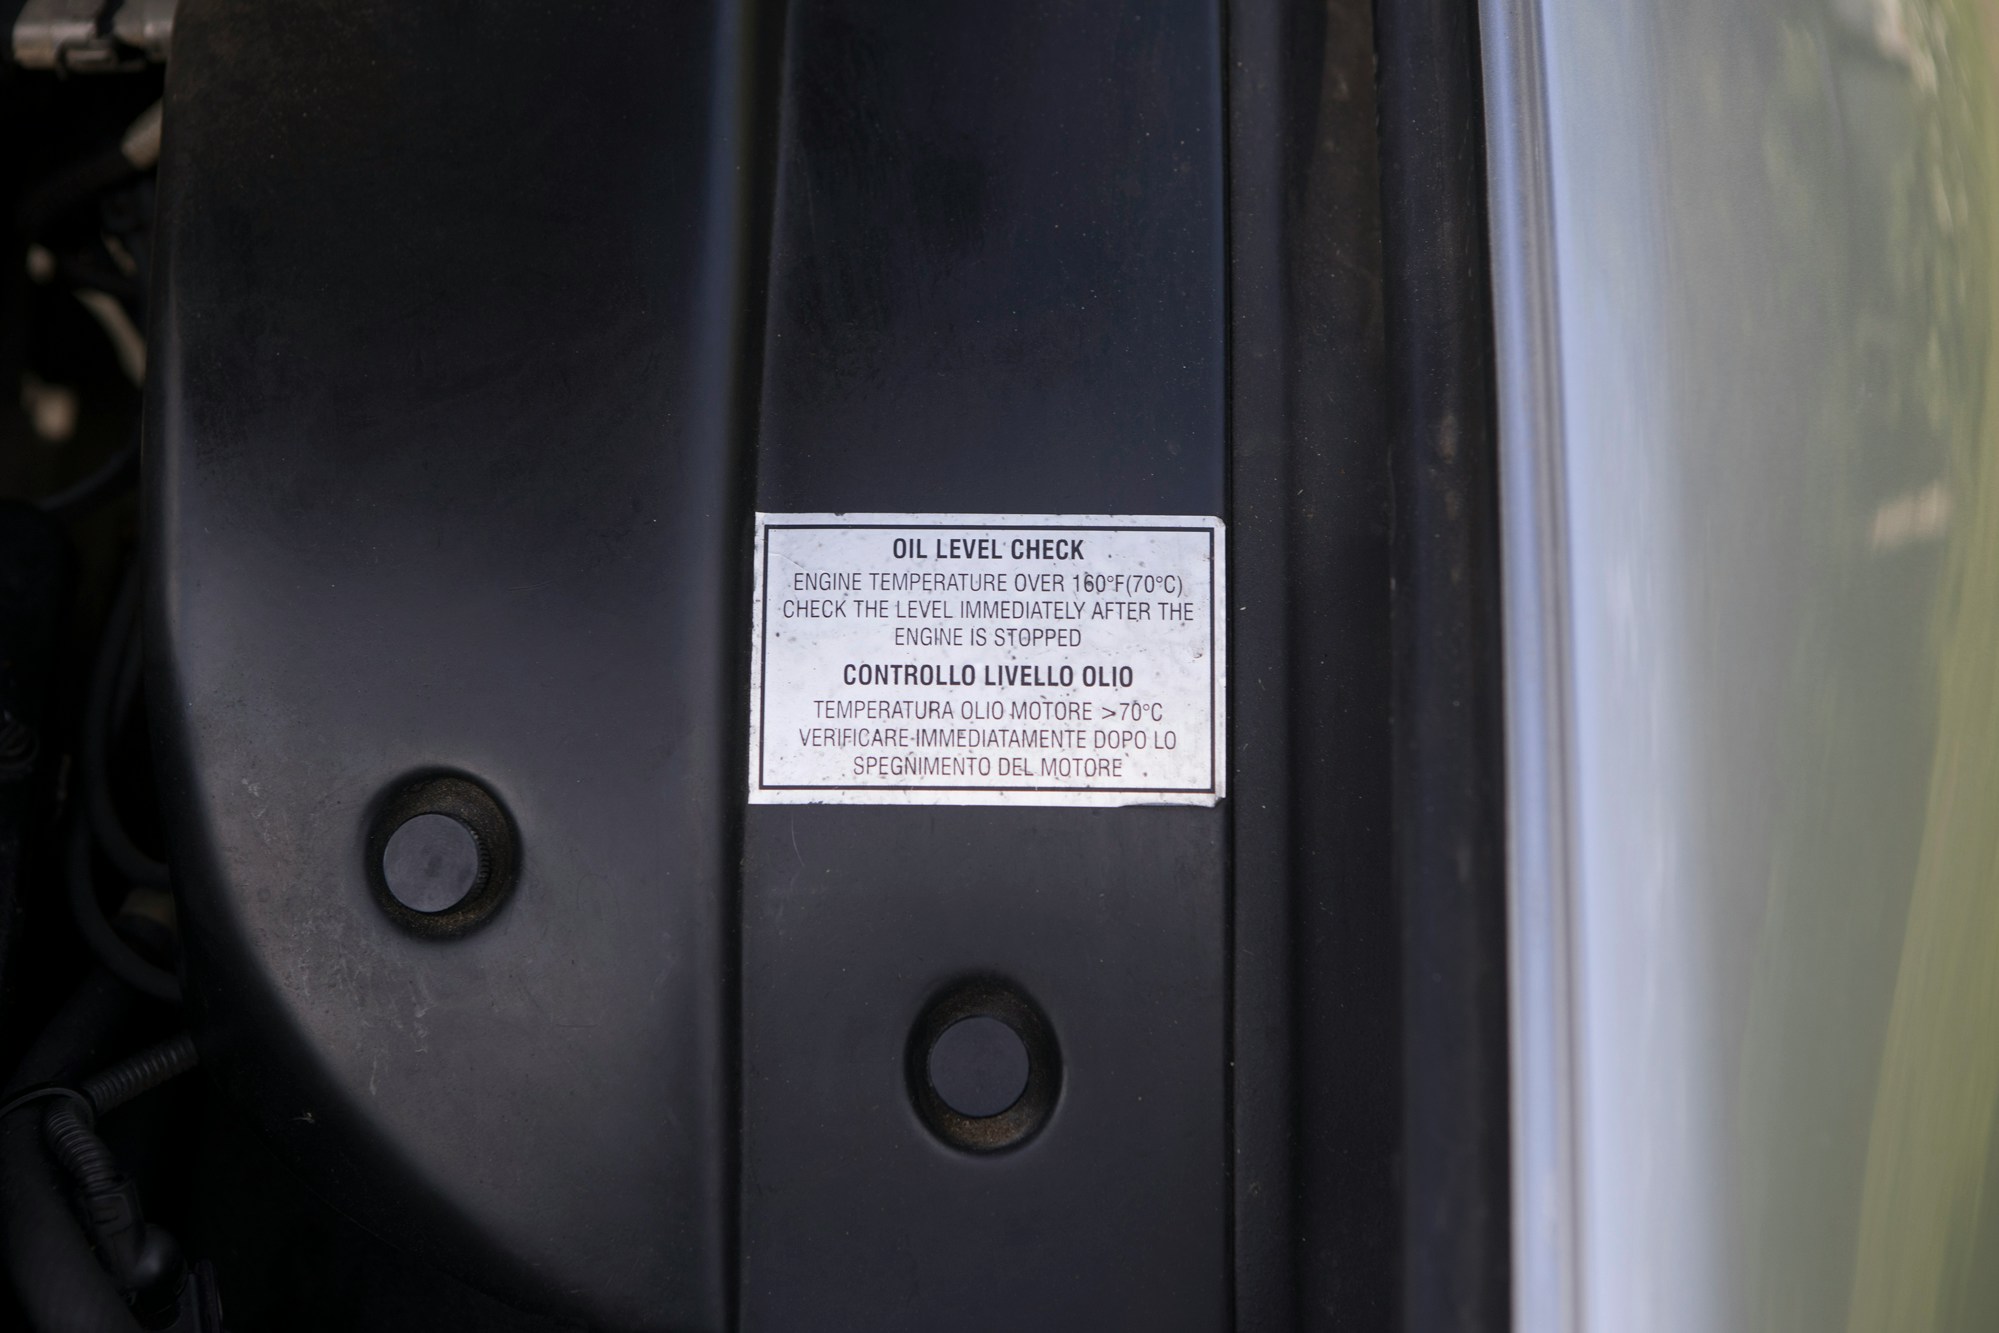 OIL LEVEL CHECK
ENGINE TEMPERATURE OVER 160°F(70°C)
CHECK THE LEVEL IMMEDIATELY AFTER THE
ENGINE IS STOPPED
CONTROLLO LIVELLO OLIO
TEMPERATURA OLIO MOTORE >70°C
VERIFICARE IMMEDIATAMENTE DOPO LO
SPEGNIMENTO DEL MOTORE